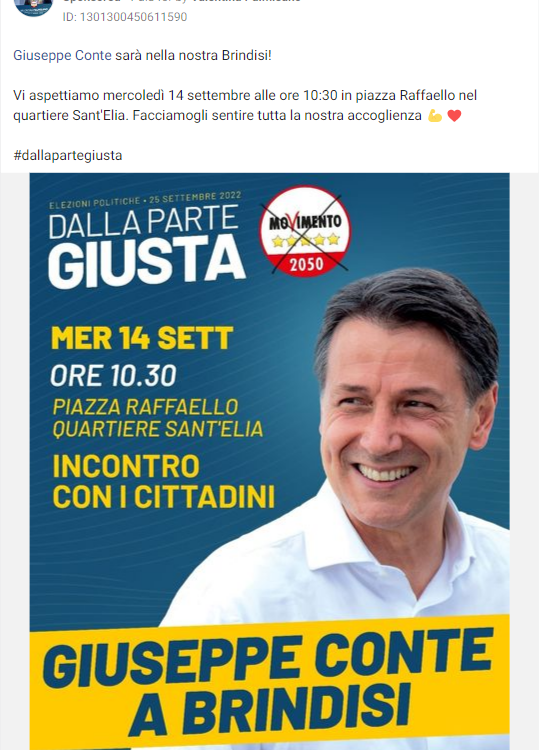 ID: 1301300450611590
Giuseppe Conte sarà nella nostra Brindisi!
Vi aspettiamo mercoledì 14 settembre alle ore 10:30 in piazza Raffaello nel
quartiere Sant'Elia. Facciamogli sentire tutta la nostra accoglienza 💪 ❤️
#dallapartegiusta
ELEZIONI POLITICHE • 25 SETTEMBRE 2022
DALLA PARTE
GIUSTA
MOVIMENTO
2050
MER 14 SETT
ORE 10.30
PIAZZA RAFFAELLO
QUARTIERE SANT'ELIA
INCONTRO
CON I CITTADINI
GIUSEPPE CONTE
A BRINDISI